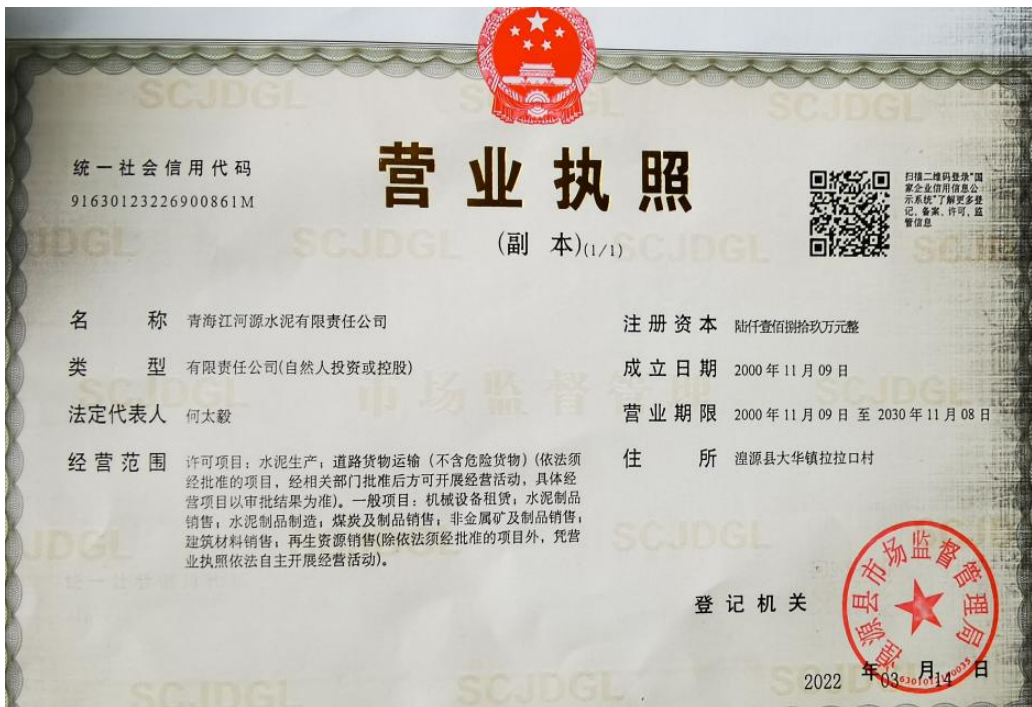 统一社会信用代码
91630123226900861M
营业执照
(副 本)(1/1)
扫描二维码登录“国
家企业信用信息公
示系统”了解更多登
记、备案、许可、监
管信息
名 称 青海江河源水泥有限责任公司
类 型 有限责任公司(自然人投资或控股)
法定代表人 何太毅
经营范围 许可项目：水泥生产；道路货物运输（不含危险货物）(依法须
经批准的项目，经相关部门批准后方可开展经营活动，具体经
营项目以审批结果为准)。一般项目：机械设备租赁；水泥制品
销售；水泥制品制造；煤炭及制品销售；非金属矿及制品销售；
建筑材料销售；再生资源销售(除依法须经批准的项目外，凭营
业执照依法自主开展经营活动)。
注册资本 陆仟壹佰捌拾玖万元整
成立日期 2000年11月09日
营业期限 2000年11月09日 至 2030年11月08日
住 所 湟源县大华镇拉拉口村
登记机关
湟源县市场监督管理局
2022 年 03 月 14 日
SCJDGL
市场监督管理